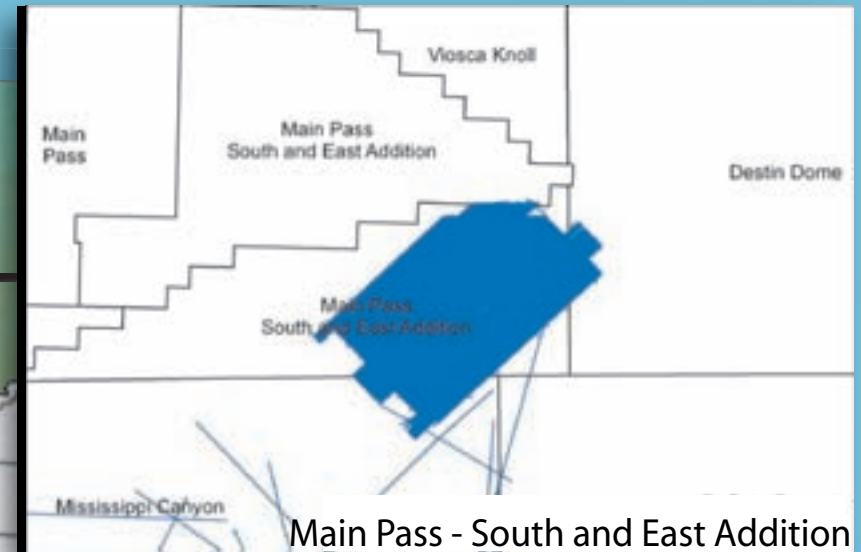 Viosca Knoll
Main
Pass
Main Pass
South and East Addition
Destin Dome
Main Pass
South and East Addition
Mississippi Canyon
Main Pass - South and East Addition